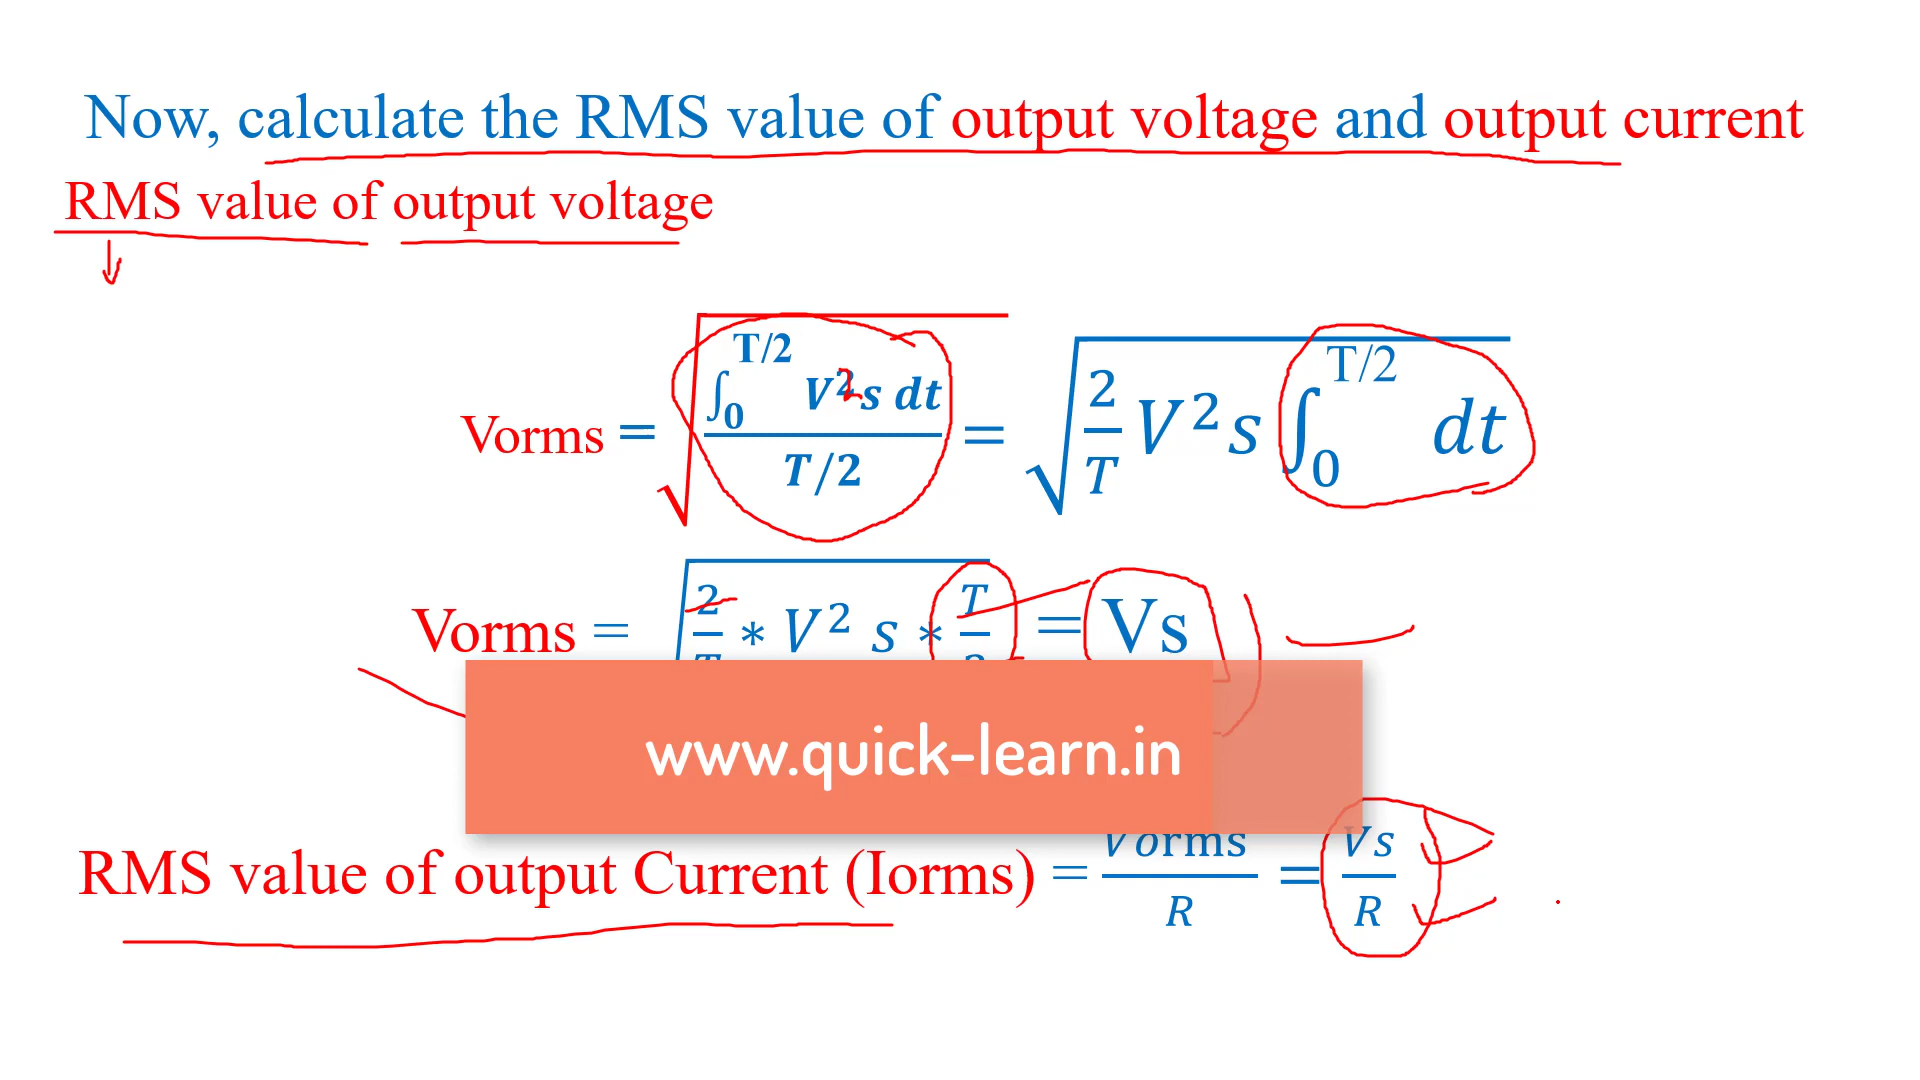 Now, calculate the RMS value of output voltage and output current
RMS value of output voltage
Vorms = √(∫₀^T/2 V²s dt / T/2) = √(2/T V²s ∫₀^T/2 dt)
Vorms = √(2/T * V² s * T/2) = Vs
www.quick-learn.in
RMS value of output Current (Iorms) = Vorms/R = Vs/R